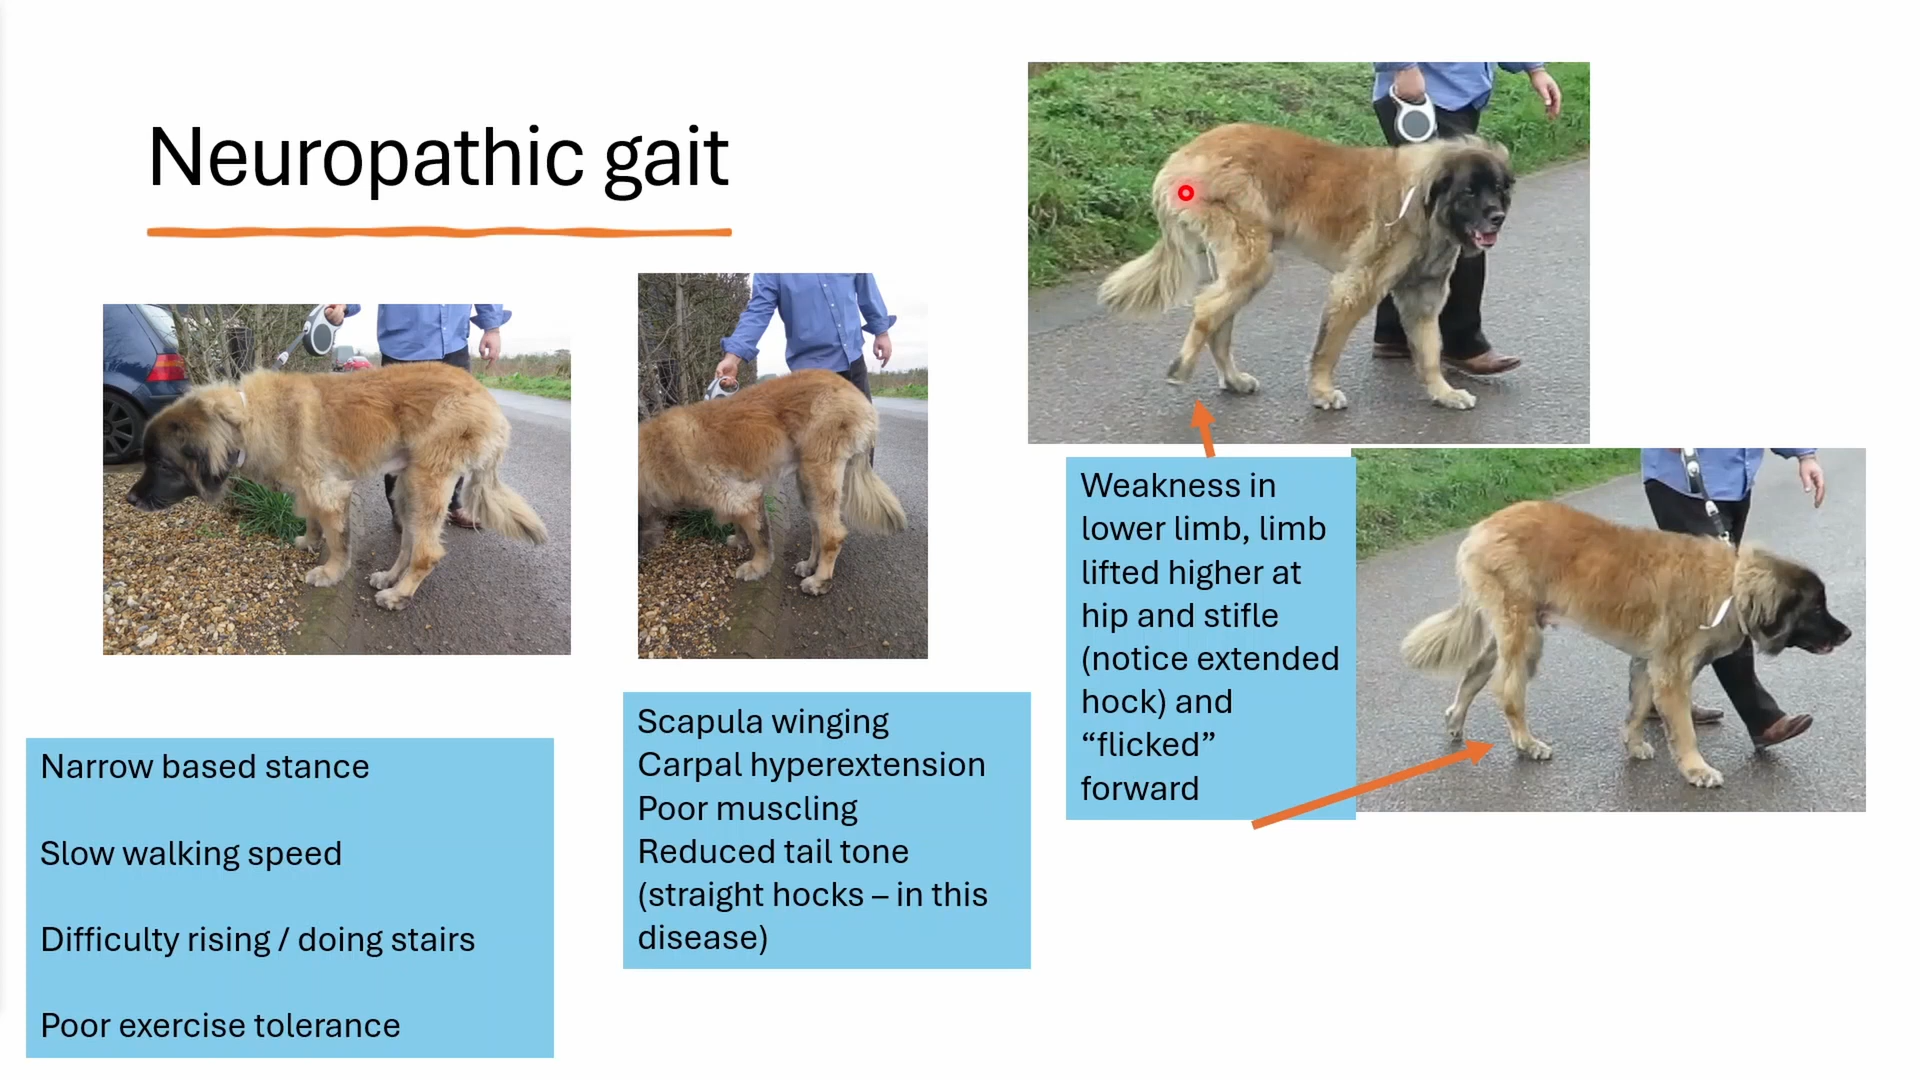 Neuropathic gait
Narrow based stance
Slow walking speed
Difficulty rising / doing stairs
Poor exercise tolerance
Scapula winging
Carpal hyperextension
Poor muscling
Reduced tail tone
(straight hocks – in this
disease)
Weakness in
lower limb, limb
lifted higher at
hip and stifle
(notice extended
hock) and
“flicked”
forward